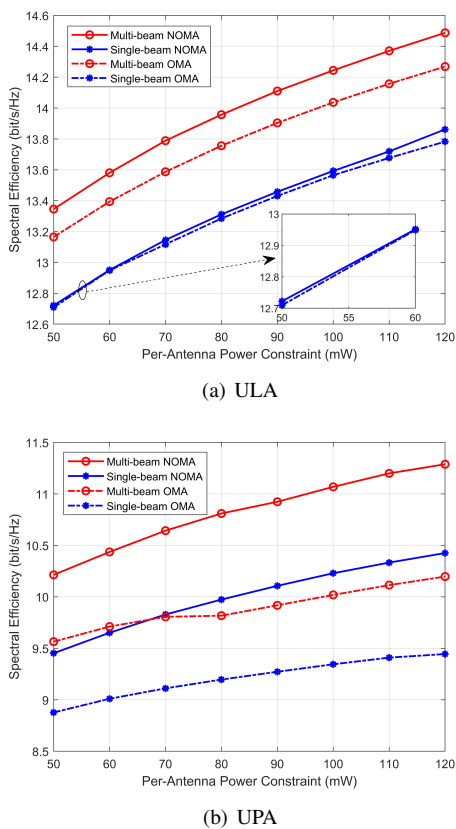 14.6
14.4
14.2
14
13.8
13.6
13.4
13.2
13
12.8
12.6
Spectral Efficiency (bit/s/Hz)
Multi-beam NOMA
Single-beam NOMA
Multi-beam OMA
Single-beam OMA
13
12.9
12.8
12.7
50 55 60
50 60 70 80 90 100 110 120
Per-Antenna Power Constraint (mW)
(a) ULA
11.5
11
10.5
10
9.5
9
8.5
Spectral Efficiency (bit/s/Hz)
Multi-beam NOMA
Single-beam NOMA
Multi-beam OMA
Single-beam OMA
50 60 70 80 90 100 110 120
Per-Antenna Power Constraint (mW)
(b) UPA